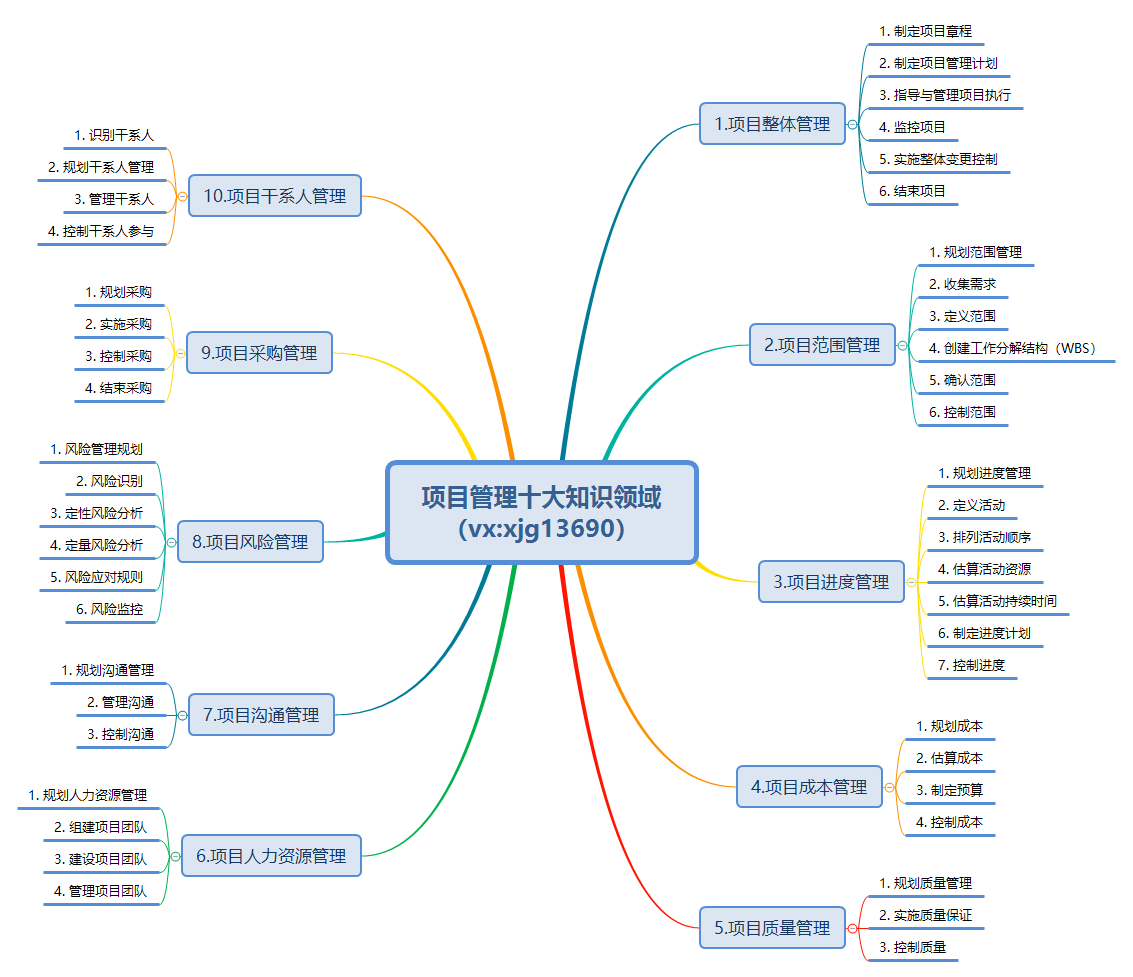 项目管理十大知识领域
（vx:xjg13690）
1.项目整体管理
1. 制定项目章程
2. 制定项目管理计划
3. 指导与管理项目执行
4. 监控项目
5. 实施整体变更控制
6. 结束项目
2.项目范围管理
1. 规划范围管理
2. 收集需求
3. 定义范围
4. 创建工作分解结构（WBS）
5. 确认范围
6. 控制范围
3.项目进度管理
1. 规划进度管理
2. 定义活动
3. 排列活动顺序
4. 估算活动资源
5. 估算活动持续时间
6. 制定进度计划
7. 控制进度
4.项目成本管理
1. 规划成本
2. 估算成本
3. 制定预算
4. 控制成本
5.项目质量管理
1. 规划质量管理
2. 实施质量保证
3. 控制质量
6.项目人力资源管理
1. 规划人力资源管理
2. 组建项目团队
3. 建设项目团队
4. 管理项目团队
7.项目沟通管理
1. 规划沟通管理
2. 管理沟通
3. 控制沟通
8.项目风险管理
1. 风险管理规划
2. 风险识别
3. 定性风险分析
4. 定量风险分析
5. 风险应对规则
6. 风险监控
9.项目采购管理
1. 规划采购
2. 实施采购
3. 控制采购
4. 结束采购
10.项目干系人管理
1. 识别干系人
2. 规划干系人管理
3. 管理干系人
4. 控制干系人参与